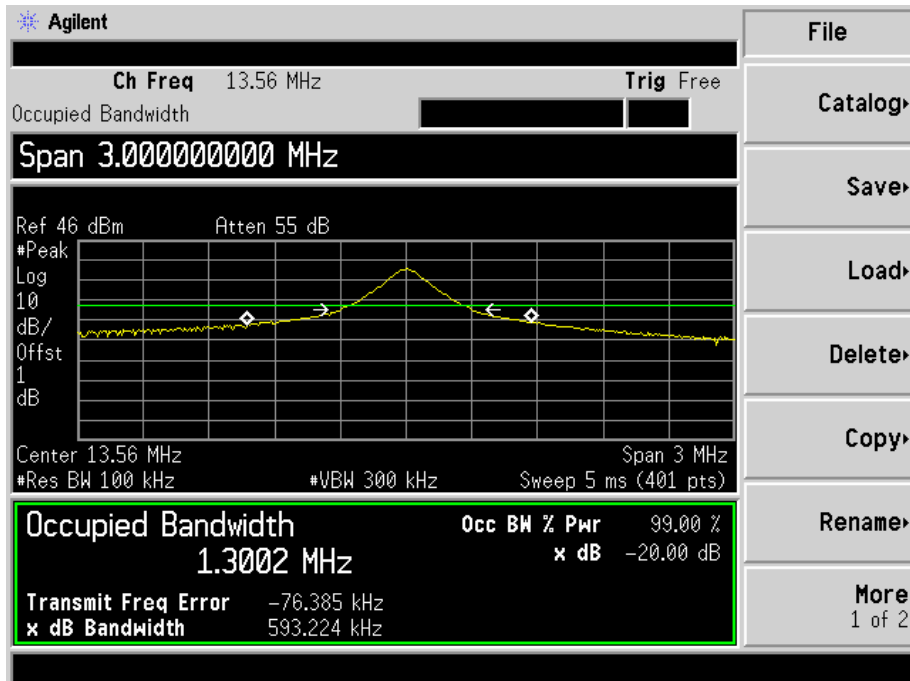 Agilent
File
Ch Freq 13.56 MHz Trig Free
Occupied Bandwidth
Catalog
Span 3.000000000 MHz
Save
Ref 46 dBm Atten 55 dB
#Peak
Log
10
dB/
Offst
1
dB
Load
Delete
Copy
Center 13.56 MHz Span 3 MHz
#Res BW 100 kHz #VBW 300 kHz Sweep 5 ms (401 pts)
Occupied Bandwidth Occ BW % Pwr 99.00 %
1.3002 MHz x dB -20.00 dB
Rename
Transmit Freq Error -76.385 kHz
x dB Bandwidth 593.224 kHz
More
1 of 2